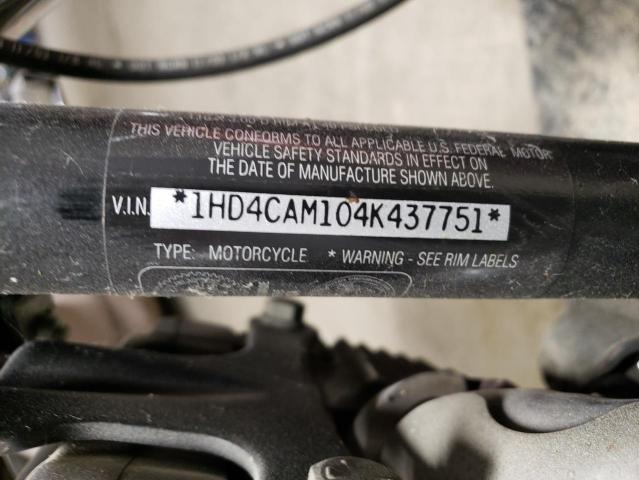 THIS VEHICLE CONFORMS TO ALL APPLICABLE U.S. FEDERAL MOTOR
VEHICLE SAFETY STANDARDS IN EFFECT ON
THE DATE OF MANUFACTURE SHOWN ABOVE.
V.I.N. *1HD4CAM104K437751*
TYPE: MOTORCYCLE * WARNING - SEE RIM LABELS